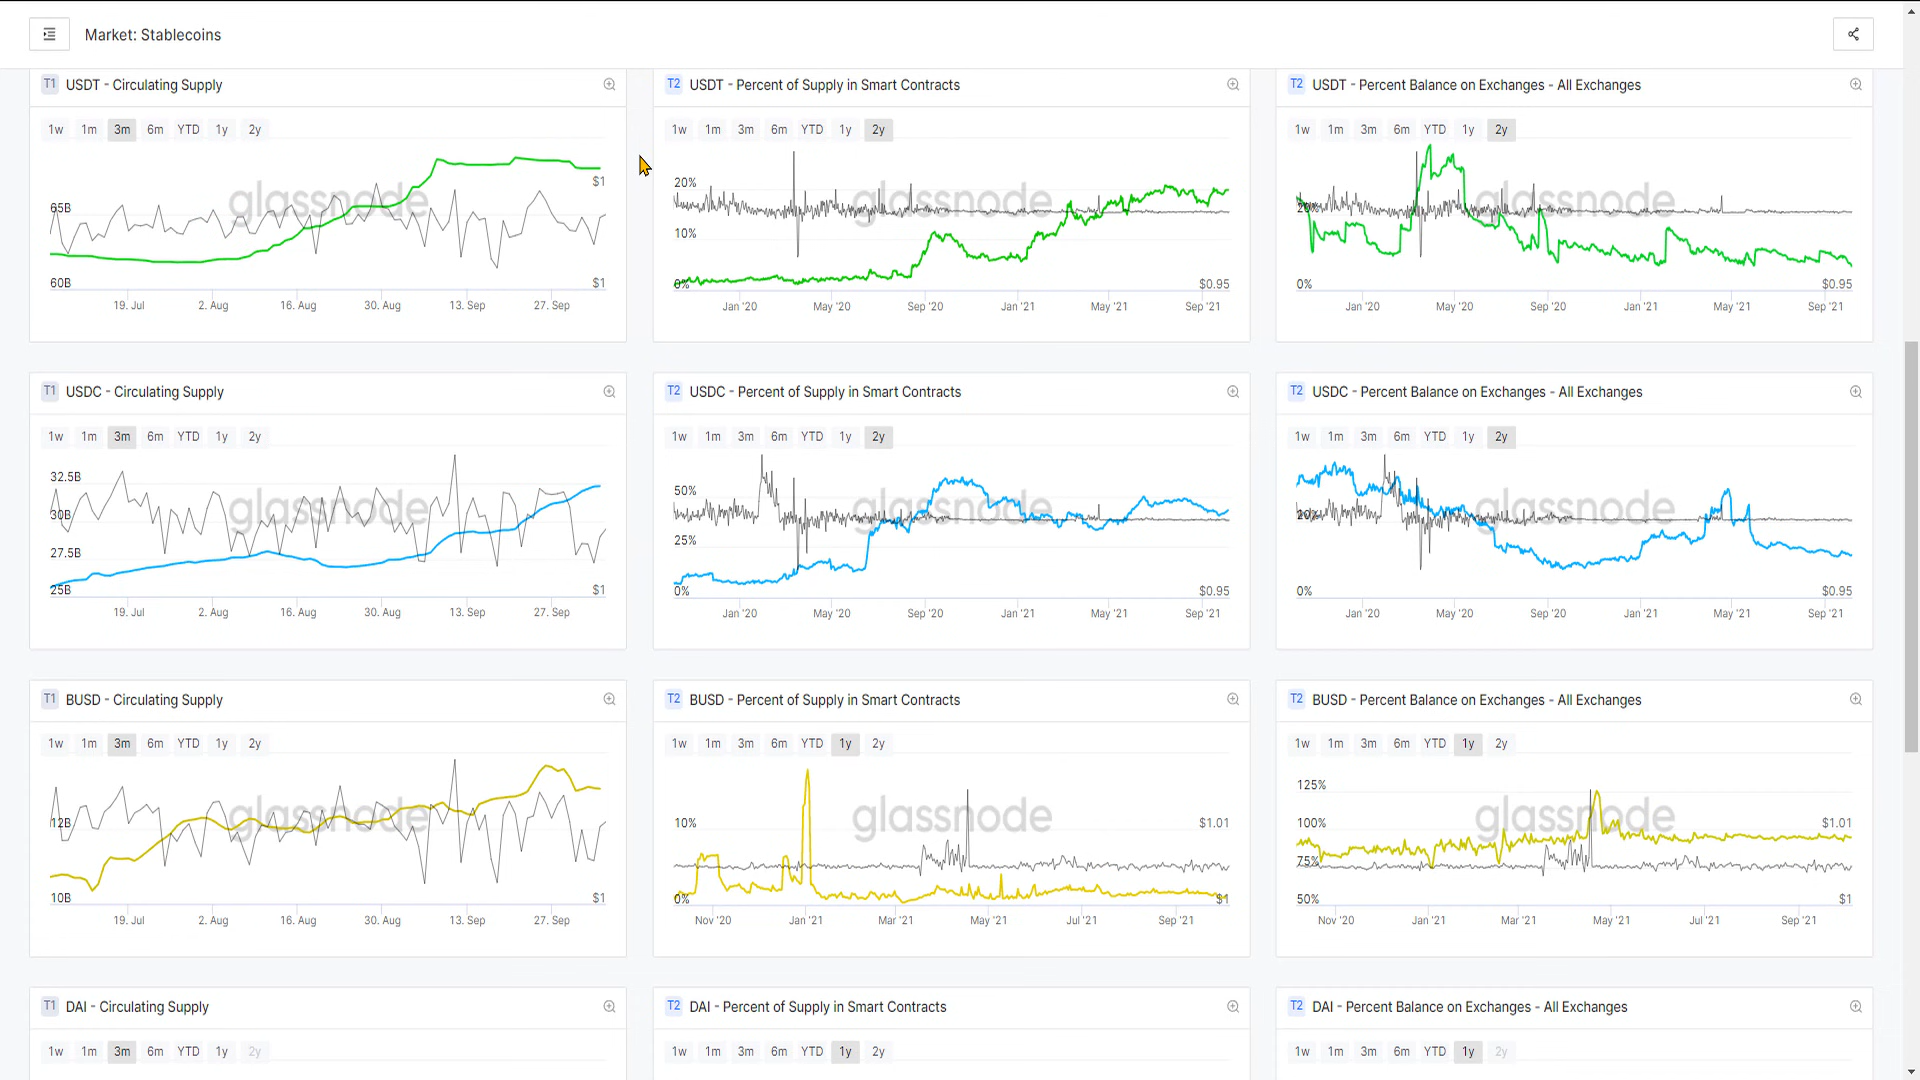 Market: Stablecoins
T1 USDT - Circulating Supply
1w 1m 3m 6m YTD 1y 2y
glassnode
65B
60B
$1
$1
19. Jul 2. Aug 16. Aug 30. Aug 13. Sep 27. Sep
T2 USDT - Percent of Supply in Smart Contracts
1w 1m 3m 6m YTD 1y 2y
glassnode
20%
10%
0%
$0.95
Jan '20 May '20 Sep '20 Jan '21 May '21 Sep '21
T2 USDT - Percent Balance on Exchanges - All Exchanges
1w 1m 3m 6m YTD 1y 2y
glassnode
20%
0%
$0.95
Jan '20 May '20 Sep '20 Jan '21 May '21 Sep '21
T1 USDC - Circulating Supply
1w 1m 3m 6m YTD 1y 2y
glassnode
32.5B
30B
27.5B
25B
$1
19. Jul 2. Aug 16. Aug 30. Aug 13. Sep 27. Sep
T2 USDC - Percent of Supply in Smart Contracts
1w 1m 3m 6m YTD 1y 2y
glassnode
50%
25%
0%
$0.95
Jan '20 May '20 Sep '20 Jan '21 May '21 Sep '21
T2 USDC - Percent Balance on Exchanges - All Exchanges
1w 1m 3m 6m YTD 1y 2y
glassnode
20%
0%
$0.95
Jan '20 May '20 Sep '20 Jan '21 May '21 Sep '21
T1 BUSD - Circulating Supply
1w 1m 3m 6m YTD 1y 2y
glassnode
12B
10B
$1
19. Jul 2. Aug 16. Aug 30. Aug 13. Sep 27. Sep
T2 BUSD - Percent of Supply in Smart Contracts
1w 1m 3m 6m YTD 1y 2y
glassnode
10%
0%
$1.01
$1
Nov '20 Jan '21 Mar '21 May '21 Jul '21 Sep '21
T2 BUSD - Percent Balance on Exchanges - All Exchanges
1w 1m 3m 6m YTD 1y 2y
glassnode
125%
100%
75%
50%
$1.01
$1
Nov '20 Jan '21 Mar '21 May '21 Jul '21 Sep '21
T1 DAI - Circulating Supply
1w 1m 3m 6m YTD 1y 2y
T2 DAI - Percent of Supply in Smart Contracts
1w 1m 3m 6m YTD 1y 2y
T2 DAI - Percent Balance on Exchanges - All Exchanges
1w 1m 3m 6m YTD 1y 2y